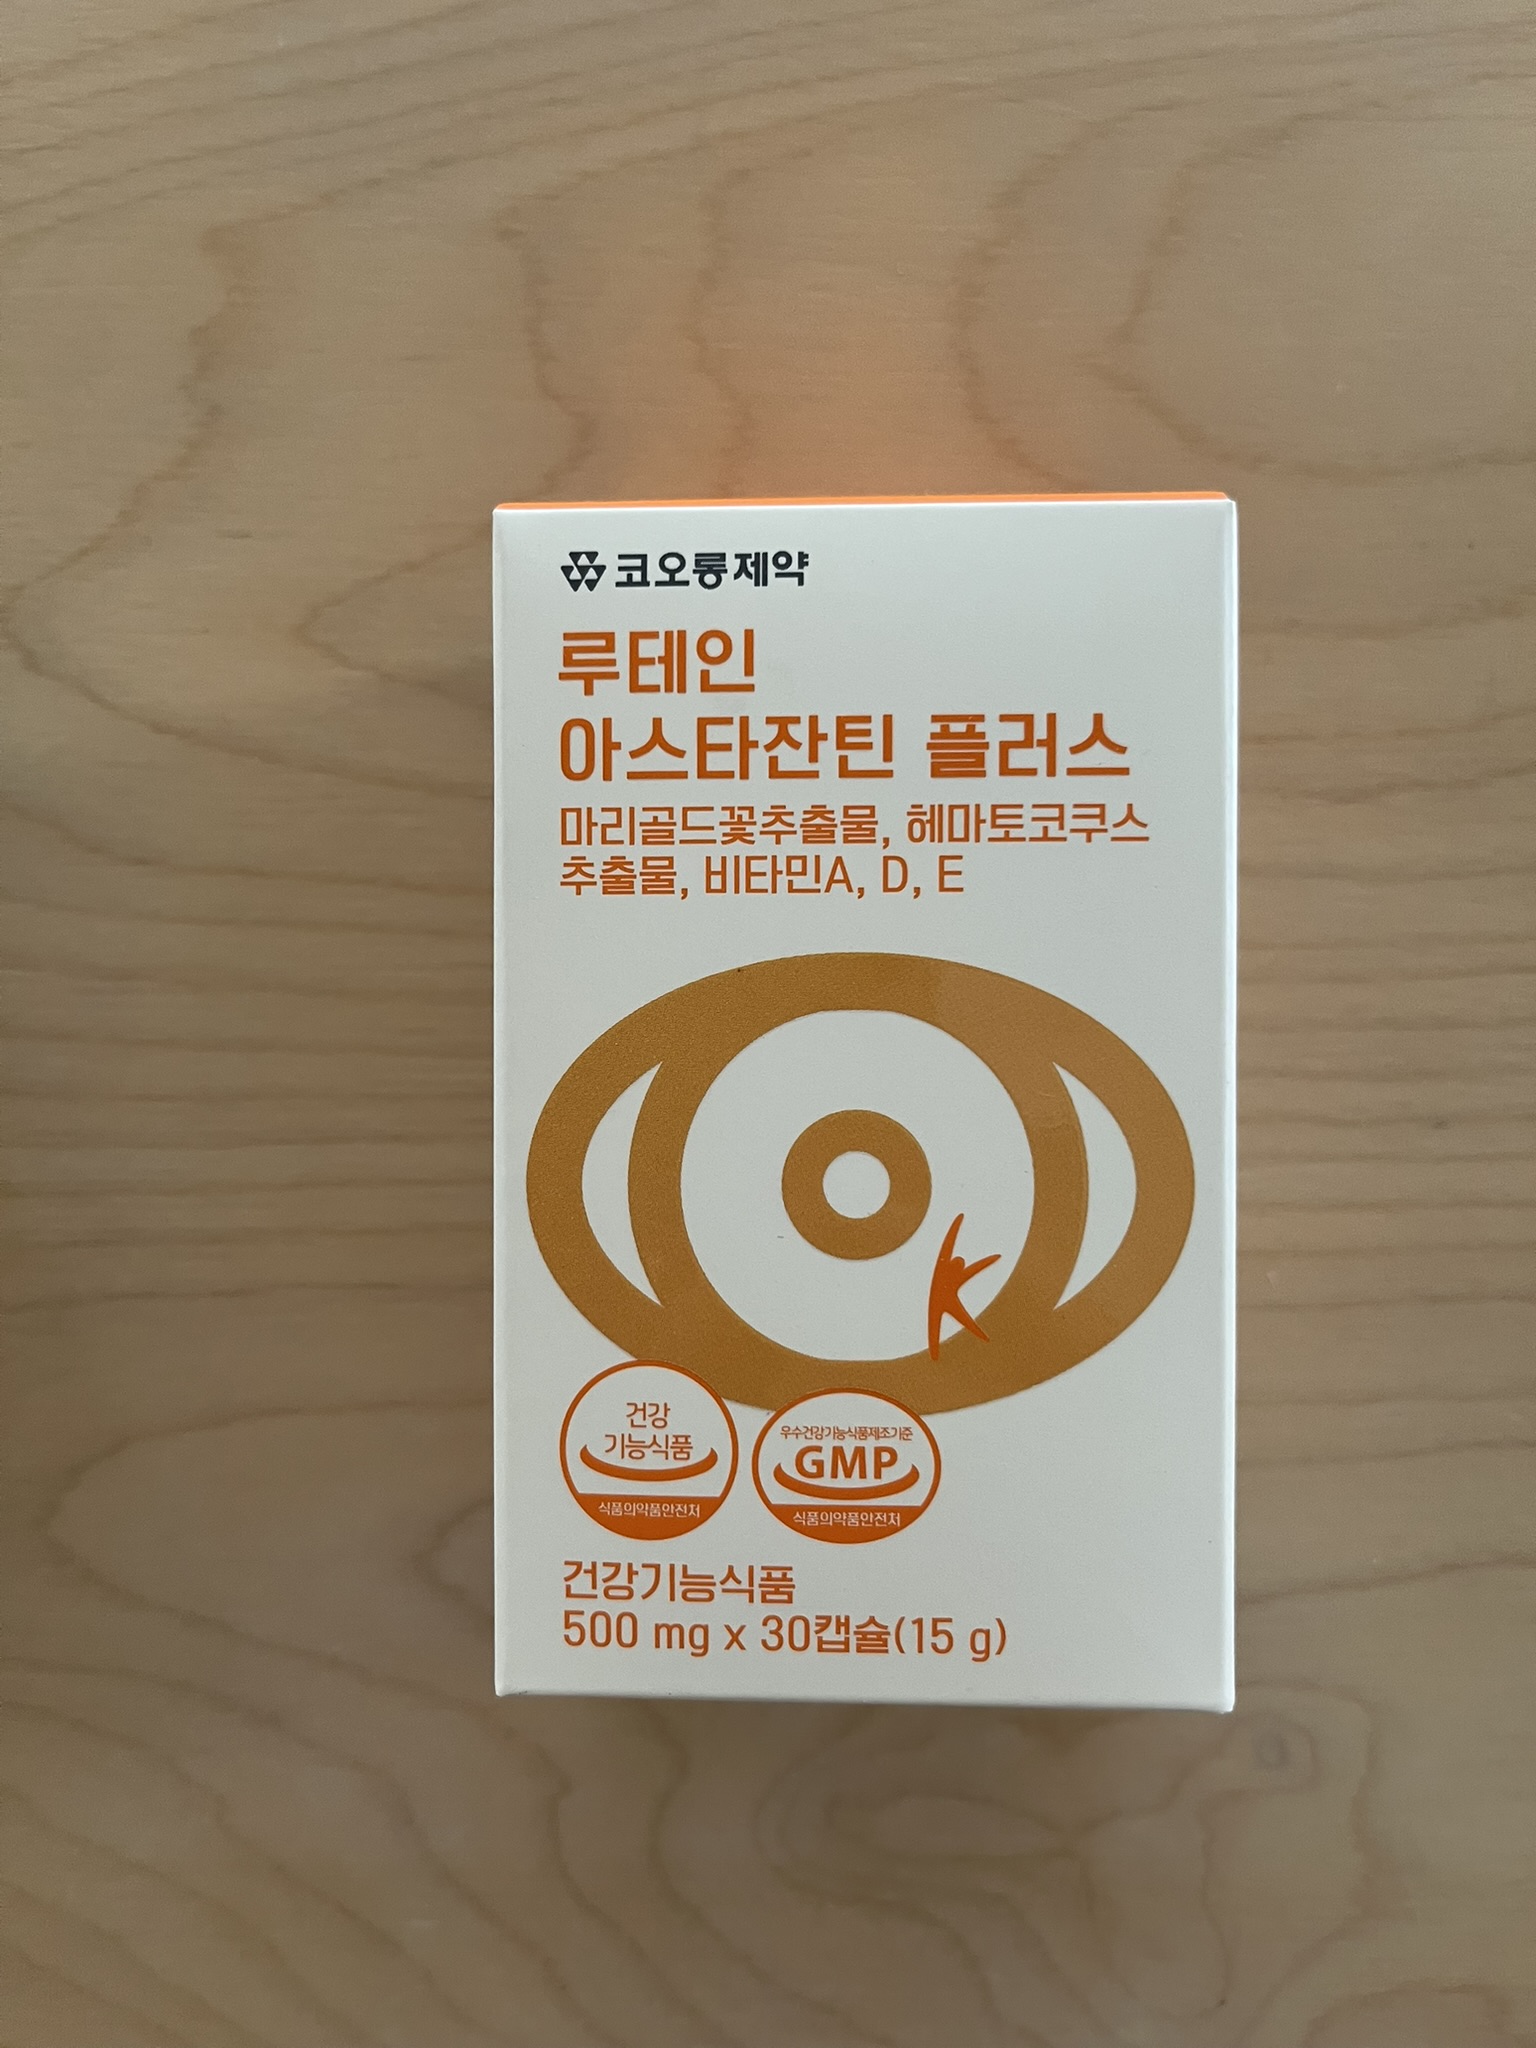 코오롱제약
루테인
아스타잔틴 플러스
마리골드꽃추출물, 헤마토코쿠스
추출물, 비타민A, D, E
건강
기능식품
식품의약품안전처
우수건강기능식품제조기준
GMP
식품의약품안전처
건강기능식품
500 mg x 30캡슐(15 g)